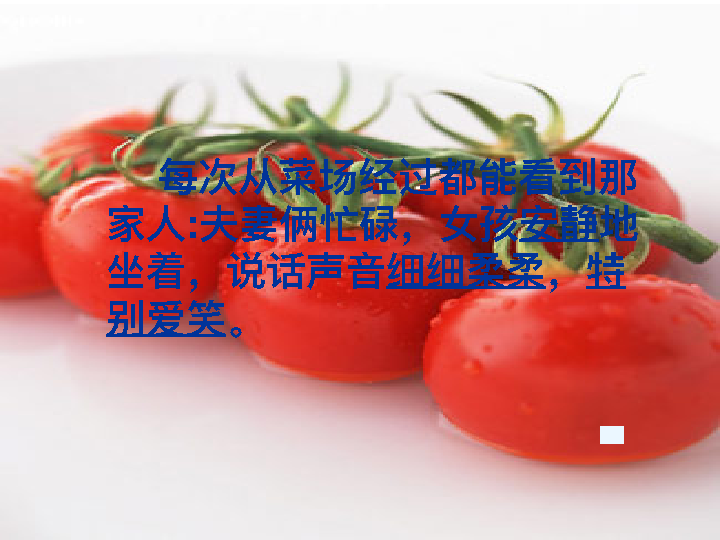 每次从菜场经过都能看到那
家人:夫妻俩忙碌，女孩安静地
坐着，说话声音细细柔柔，特
别爱笑。